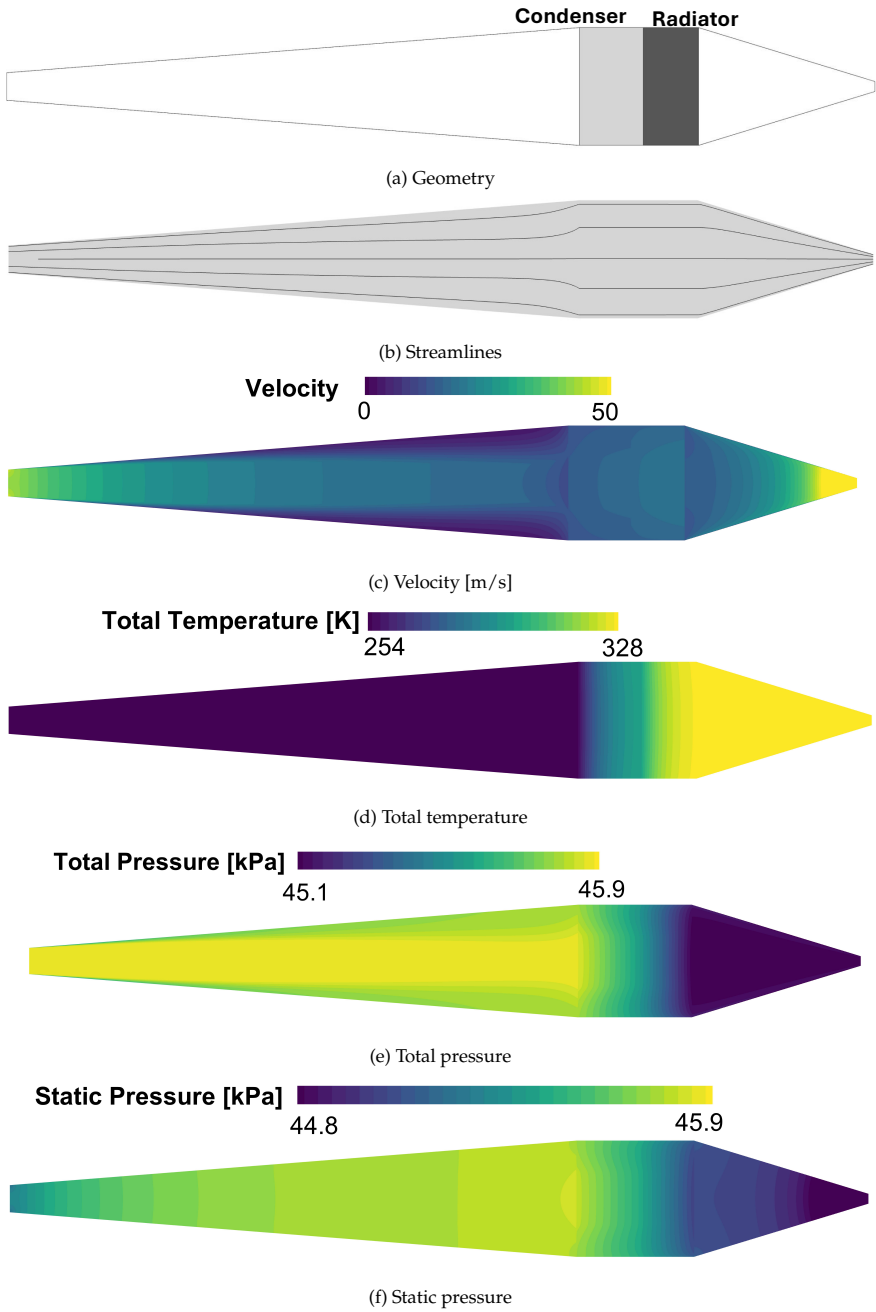 Condenser Radiator
(a) Geometry
(b) Streamlines
Velocity
0 50
(c) Velocity [m/s]
Total Temperature [K]
254 328
(d) Total temperature
Total Pressure [kPa]
45.1 45.9
(e) Total pressure
Static Pressure [kPa]
44.8 45.9
(f) Static pressure